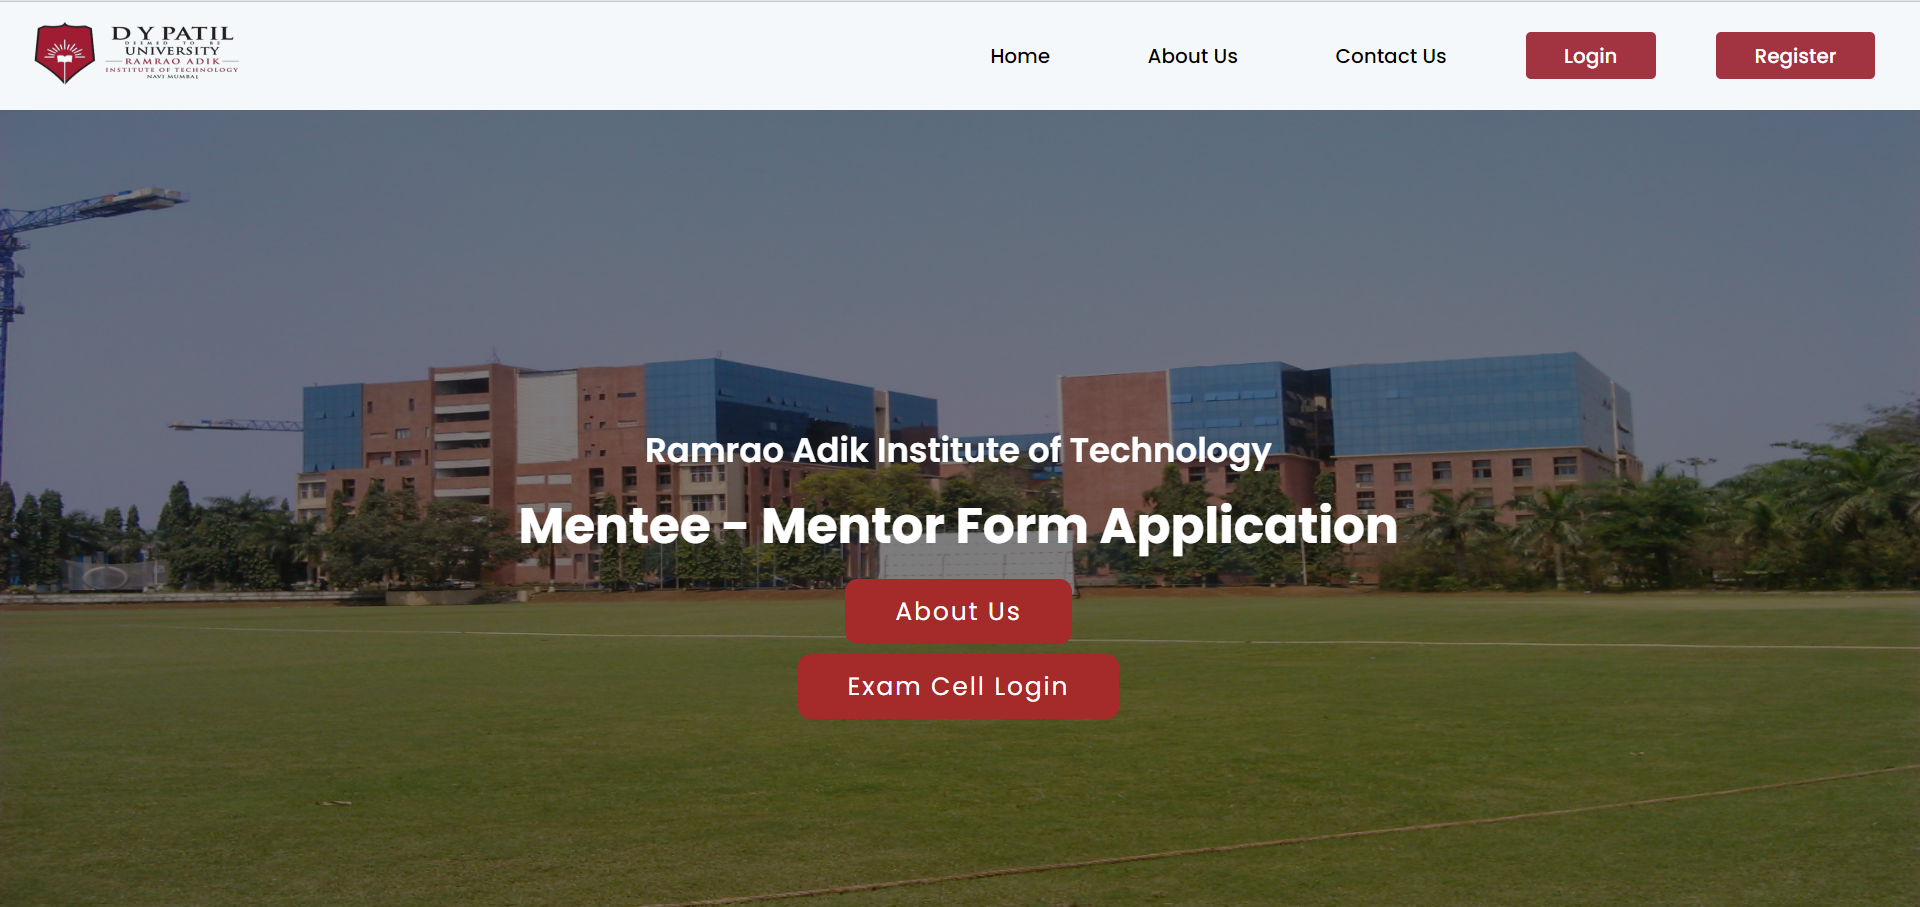 D Y PATIL
DEEMED TO BE
UNIVERSITY
RAMRAO ADIK
INSTITUTE OF TECHNOLOGY
NAVI MUMBAI
Home
About Us
Contact Us
Login
Register
Ramrao Adik Institute of Technology
Mentee - Mentor Form Application
About Us
Exam Cell Login